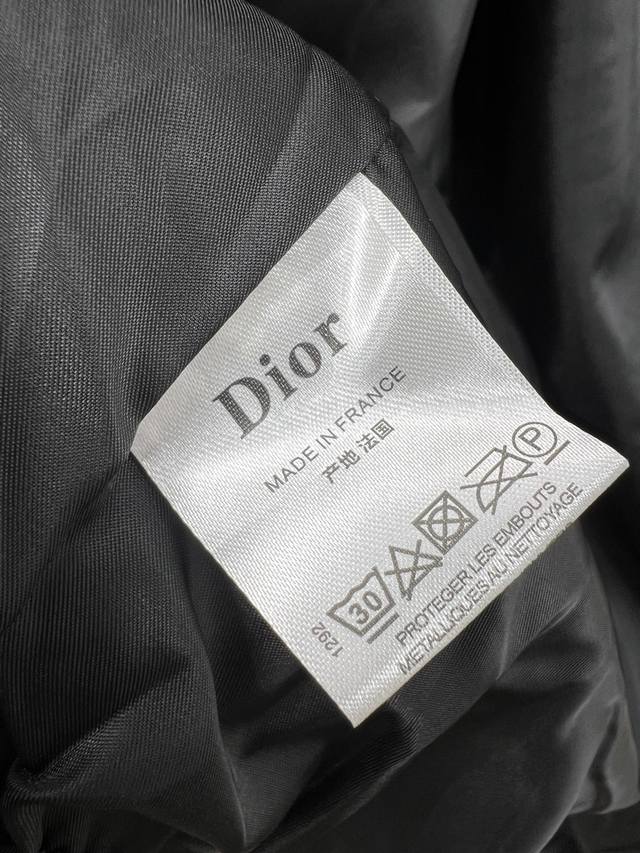 Dior
MADE IN FRANCE
产地 法国
30
P
PROTEGER LES EMBOUTS
METALLIQUES AU NETTOYAGE
1292